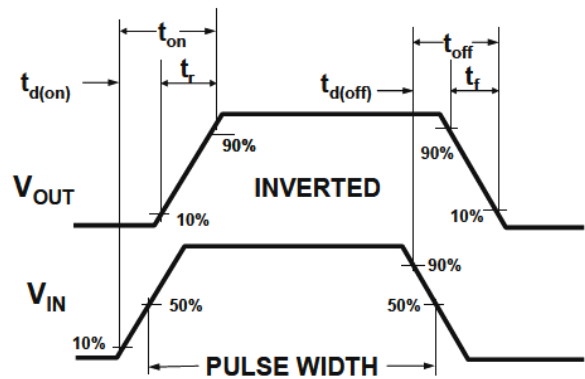 t_on
t_off
t_d(on)
t_r
t_d(off)
t_f
90%
90%
V_OUT
INVERTED
10%
10%
V_IN
90%
50%
50%
10%
PULSE WIDTH